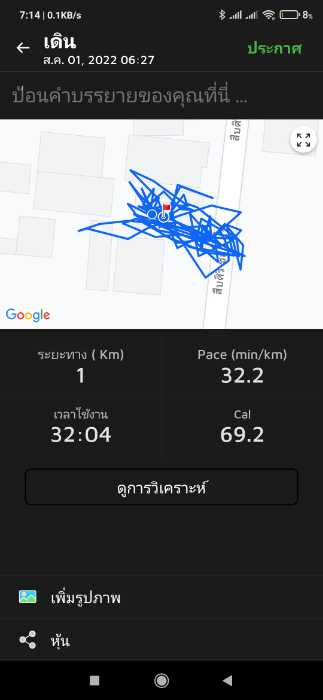 7:14 | 0.1KB/s
8%
เดิน
ส.ค. 01, 2022 06:27
ประกาศ
ป้อนคำบรรยายของคุณที่นี่ ...
Google
ระยะทาง ( Km)
Pace (min/km)
1
32.2
เวลาใช้งาน
Cal
32:04
69.2
ดูการวิเคราะห์
เพิ่มรูปภาพ
หุ้น